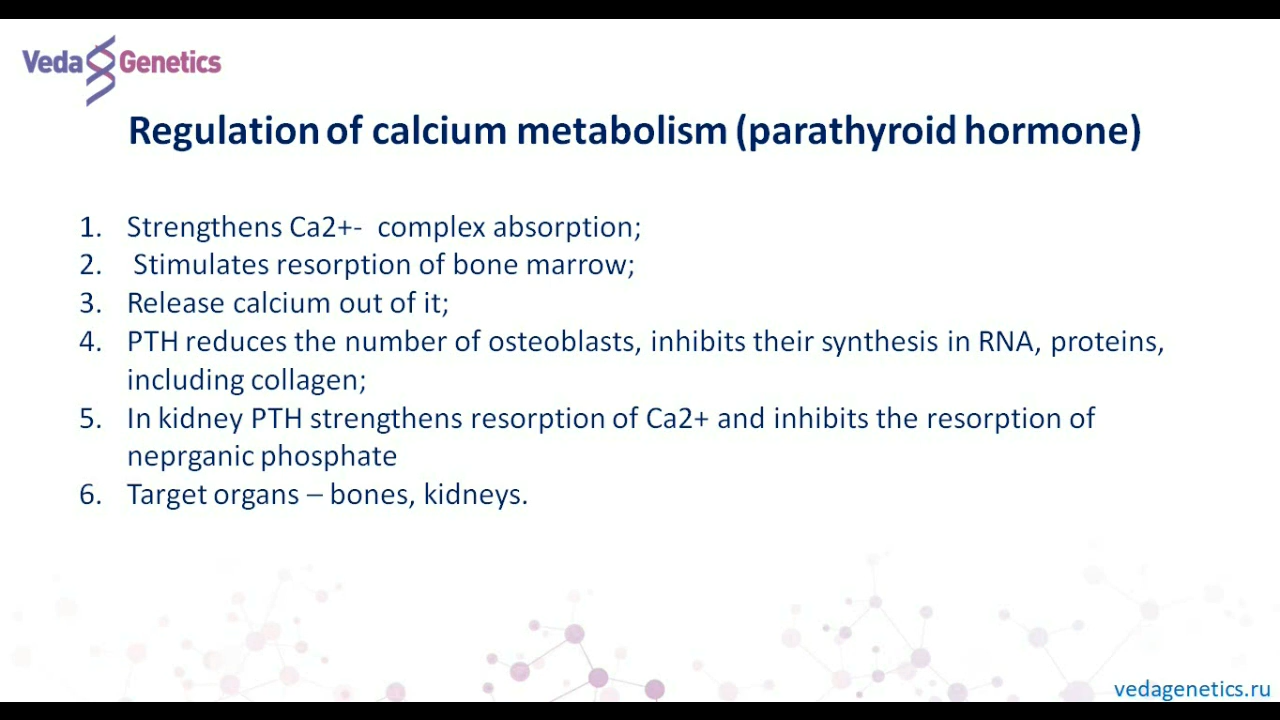 Veda Genetics
Regulation of calcium metabolism (parathyroid hormone)
1. Strengthens Ca2+- complex absorption;
2. Stimulates resorption of bone marrow;
3. Release calcium out of it;
4. PTH reduces the number of osteoblasts, inhibits their synthesis in RNA, proteins,
including collagen;
5. In kidney PTH strengthens resorption of Ca2+ and inhibits the resorption of
neprganic phosphate
6. Target organs – bones, kidneys.
vedagenetics.ru